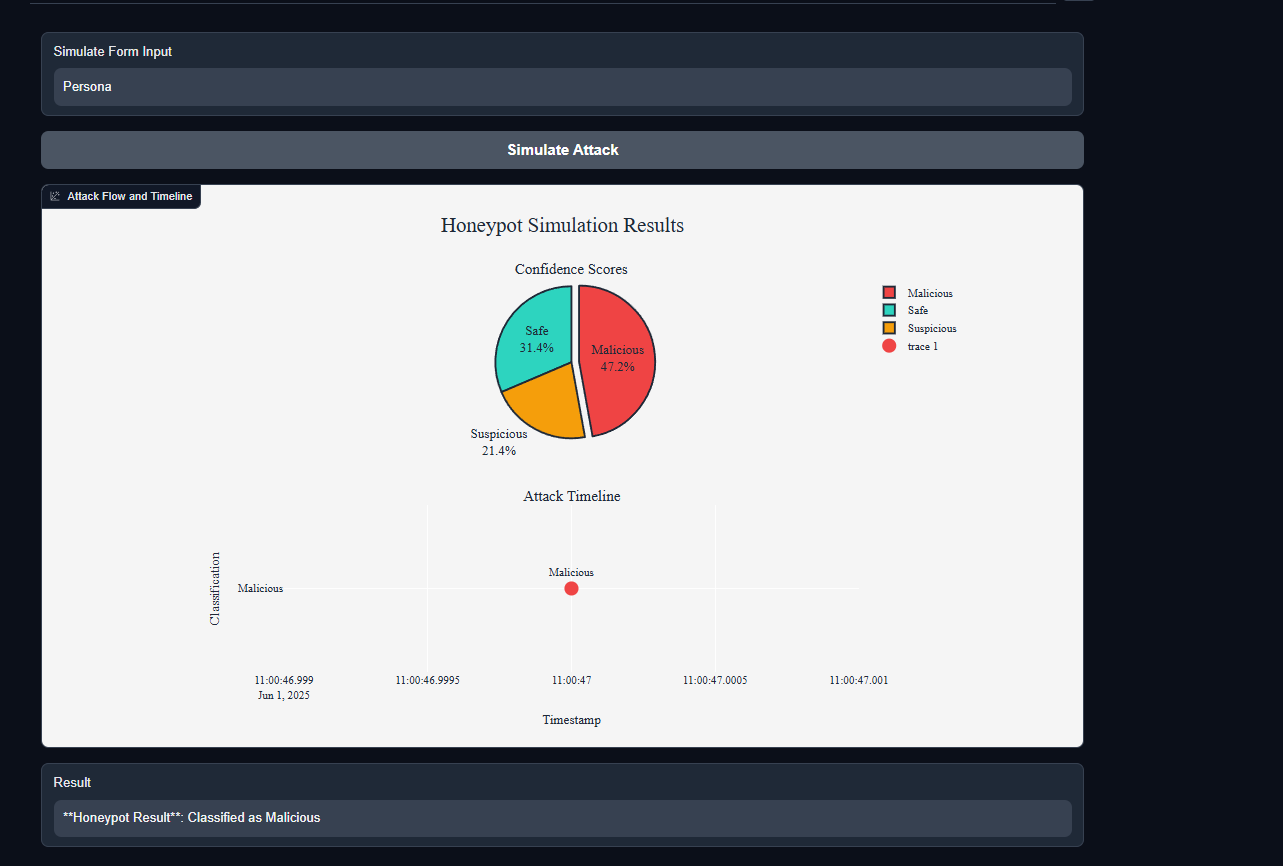 Simulate Form Input
Persona
Simulate Attack
Attack Flow and Timeline
Honeypot Simulation Results
Confidence Scores
Malicious
Safe
Suspicious
trace 1
Safe
31.4%
Malicious
47.2%
Suspicious
21.4%
Attack Timeline
Classification
Malicious
Malicious
11:00:46.999
Jun 1, 2025
11:00:46.9995
11:00:47
11:00:47.0005
11:00:47.001
Timestamp
Result
**Honeypot Result**: Classified as Malicious